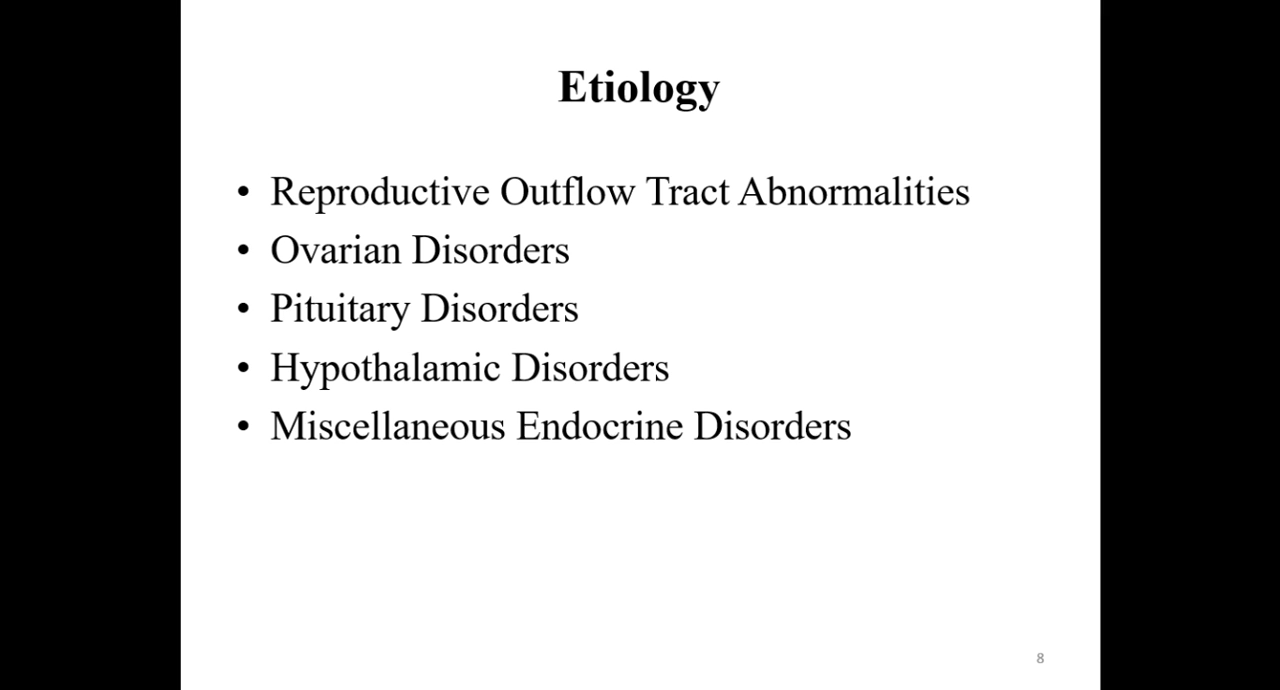 Etiology
• Reproductive Outflow Tract Abnormalities
• Ovarian Disorders
• Pituitary Disorders
• Hypothalamic Disorders
• Miscellaneous Endocrine Disorders
8